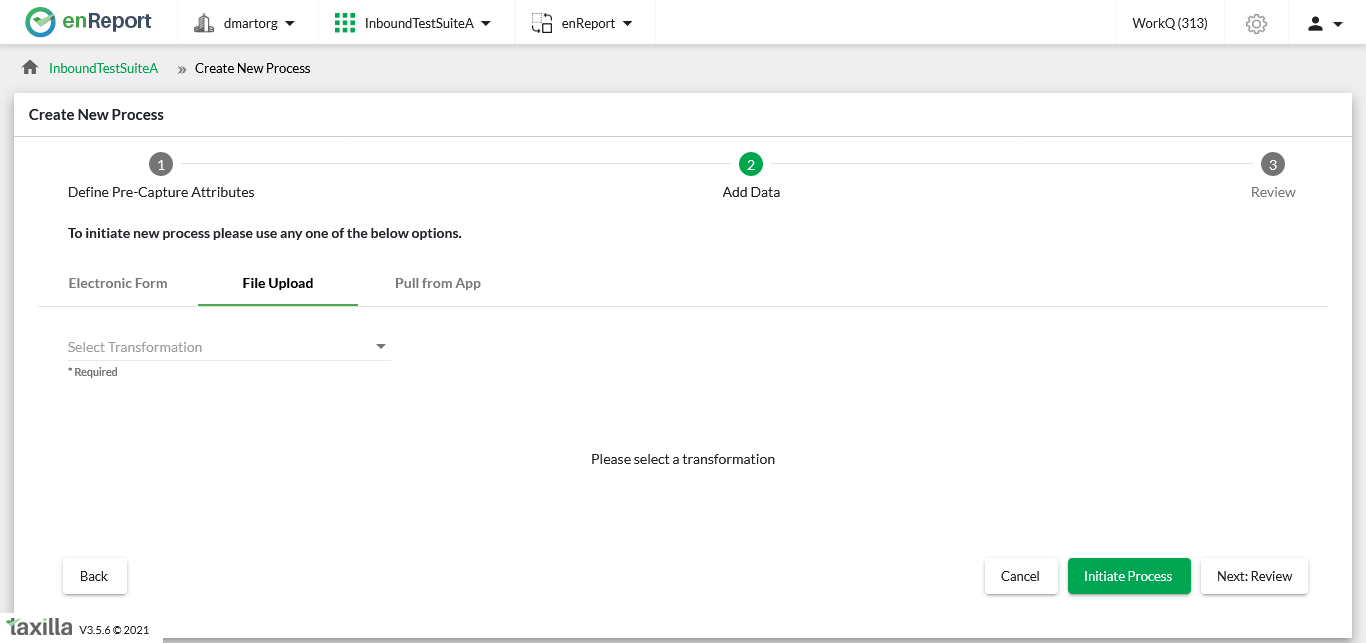 enReport dmartorg InboundTestSuiteA enReport WorkQ (313)
InboundTestSuiteA » Create New Process
Create New Process
1 2 3
Define Pre-Capture Attributes Add Data Review
To initiate new process please use any one of the below options.
Electronic Form File Upload Pull from App
Select Transformation
* Required
Please select a transformation
Back Cancel Initiate Process Next: Review
taxilla V3.5.6 © 2021